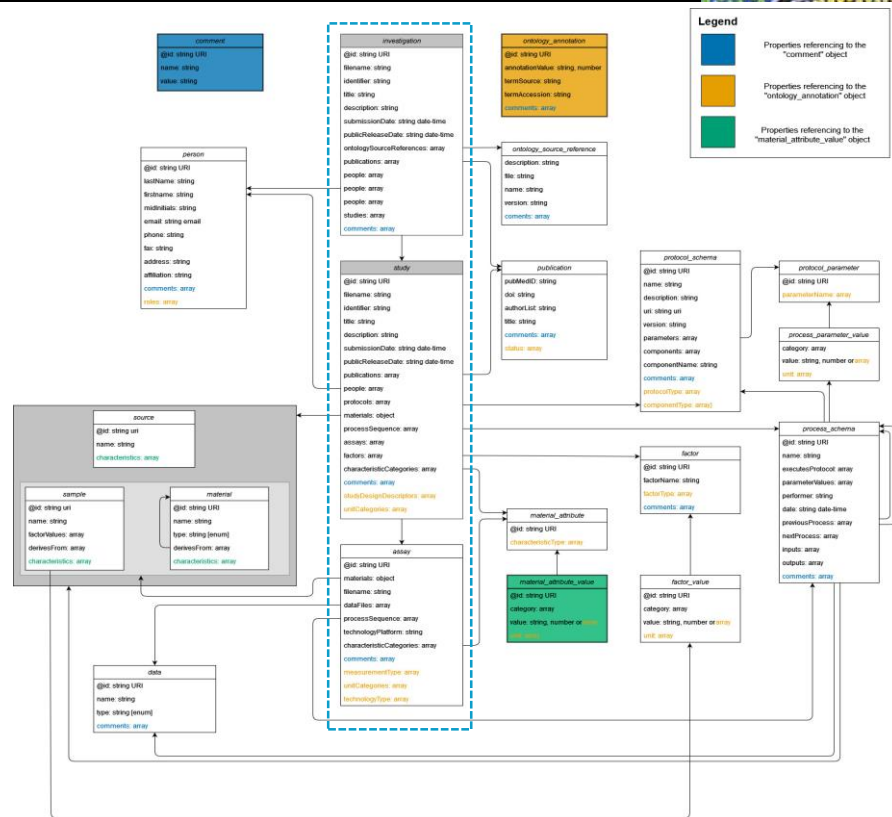 Legend
Properties referencing to the
"comment" object
Properties referencing to the
"ontology_annotation" object
Properties referencing to the
"material_attribute_value" object
comment
@id: string URI
name: string
value: string
investigation
@id: string URI
filename: string
identifier: string
title: string
description: string
submissionDate: string date-time
publicReleaseDate: string date-time
ontologySourceReferences: array
publications: array
people: array
people: array
people: array
studies: array
comments: array
ontology_annotation
@id: string URI
annotationValue: string, number
termSource: string
termAccession: string
comments: array
ontology_source_reference
description: string
file: string
name: string
version: string
coments: array
person
@id: string URI
lastName: string
firstname: string
midInitials: string
email: string email
phone: string
fax: string
address: string
affiliation: string
comments: array
roles: array
study
@id: string URI
filename: string
identifier: string
title: string
description: string
submissionDate: string date-time
publicReleaseDate: string date-time
publications: array
people: array
protocols: array
materials: object
processSequence: array
assays: array
factors: array
characteristicCategories: array
comments: array
studyDesignDescriptors: array
unitCategories: array
publication
pubMedID: string
doi: string
authorList: string
title: string
comments: array
status: array
protocol_schema
@id: string URI
name: string
description: string
uri: string uri
version: string
parameters: array
components: array
componentName: string
comments: array
protocolType: array
(componentType: array)
protocol_parameter
@id: string URI
parameterName: array
process_parameter_value
category: array
value: string, number or array
unit: array
source
@id: string uri
name: string
characteristics: array
sample
@id: string uri
name: string
factorValues: array
derivesFrom: array
characteristics: array
material
@id: string URI
name: string
type: string [enum]
derivesFrom: array
characteristics: array
process_schema
@id: string URI
name: string
executesProtocol: array
parameterValues: array
performer: string
date: string date-time
previousProcess: array
nextProcess: array
inputs: array
outputs: array
comments: array
factor
@id: string URI
factorName: string
factorType: array
comments: array
material_attribute
@id: string URI
characteristicType: array
assay
@id: string URI
materials: object
filename: string
dataFiles: array
processSequence: array
technologyPlatform: string
characteristicCategories: array
comments: array
measurementType: array
unitCategories: array
technologyType: array
material_attribute_value
@id: string URI
category: array
value: string, number or array
factor_value
@id: string URI
category: array
value: string, number or array
unit: array
data
@id: string URI
name: string
type: string [enum]
comments: array